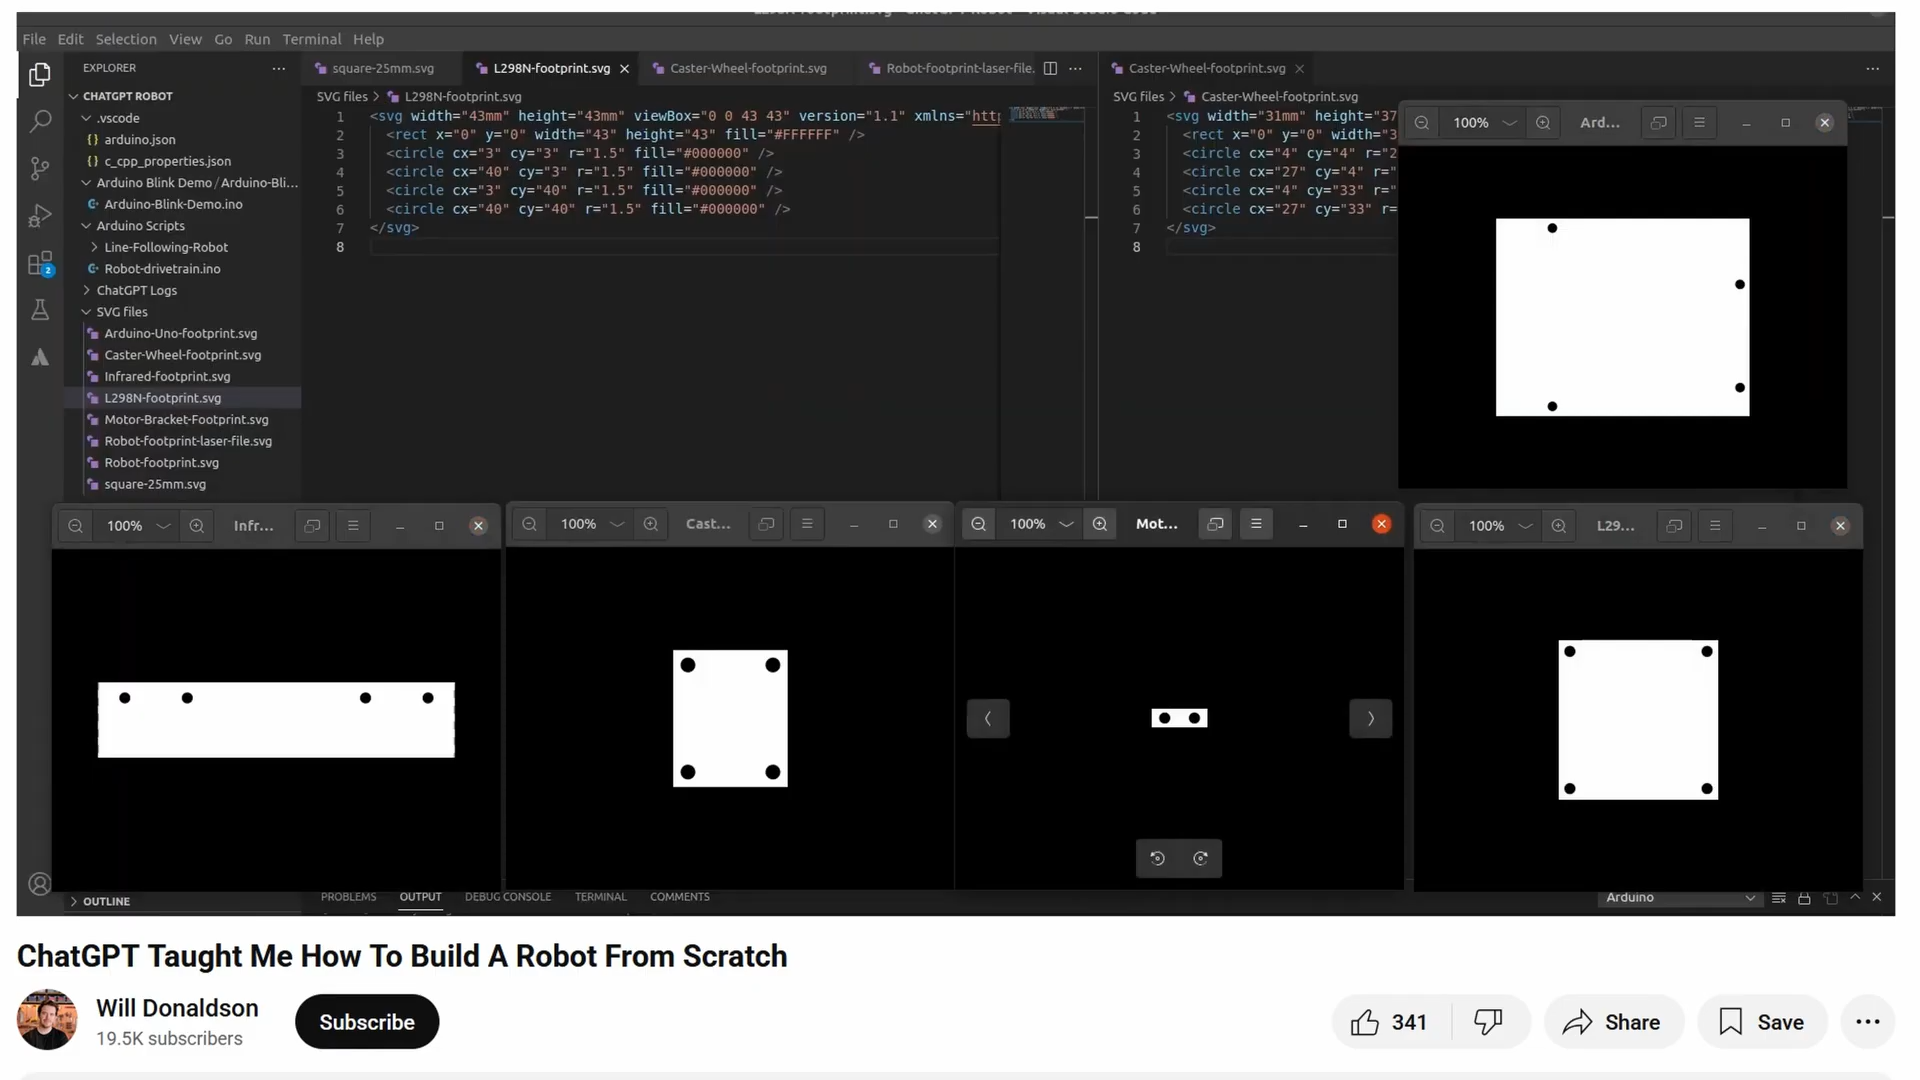 File Edit Selection View Go Run Terminal Help
EXPLORER
CHATGPT ROBOT
.vscode
arduino.json
c_cpp_properties.json
Arduino Blink Demo / Arduino-Bli...
Arduino-Blink-Demo.ino
Arduino Scripts
Line-Following-Robot
Robot-drivetrain.ino
ChatGPT Logs
SVG files
Arduino-Uno-footprint.svg
Caster-Wheel-footprint.svg
Infrared-footprint.svg
L298N-footprint.svg
Motor-Bracket-Footprint.svg
Robot-footprint-laser-file.svg
Robot-footprint.svg
square-25mm.svg
2
square-25mm.svg L298N-footprint.svg Caster-Wheel-footprint.svg Robot-footprint-laser-file.
SVG files > L298N-footprint.svg
1 <svg width="43mm" height="43mm" viewBox="0 0 43 43" version="1.1" xmlns="http
2 <rect x="0" y="0" width="43" height="43" fill="#FFFFFF" />
3 <circle cx="3" cy="3" r="1.5" fill="#000000" />
4 <circle cx="40" cy="3" r="1.5" fill="#000000" />
5 <circle cx="3" cy="40" r="1.5" fill="#000000" />
6 <circle cx="40" cy="40" r="1.5" fill="#000000" />
7 </svg>
8
Caster-Wheel-footprint.svg
SVG files > Caster-Wheel-footprint.svg
1 <svg width="31mm" height="37
2 <rect x="0" y="0" width="3
3 <circle cx="4" cy="4" r="2
4 <circle cx="27" cy="4" r="
5 <circle cx="4" cy="33" r="
6 <circle cx="27" cy="33" r=
7 </svg>
8
100% Ard...
100% Infr...
100% Cast...
100% Mot...
100% L29...
OUTLINE
PROBLEMS OUTPUT DEBUG CONSOLE TERMINAL COMMENTS
Arduino
ChatGPT Taught Me How To Build A Robot From Scratch
Will Donaldson
19.5K subscribers
Subscribe
341
Share
Save